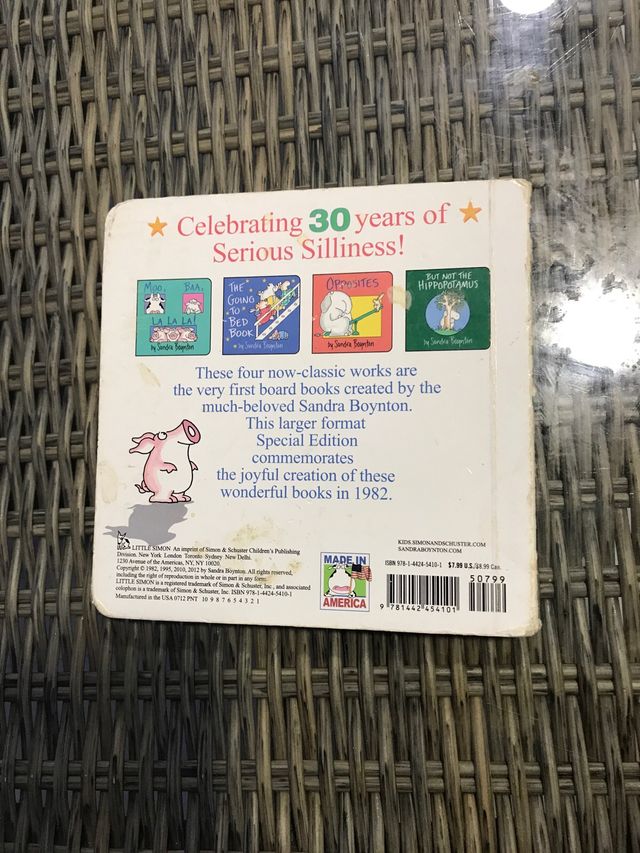 Celebrating 30 years of
Serious Silliness!
MOO, BAA,
LA LA LA!
by Sandra Boynton
THE
GOING
TO
BED
BOOK
by Sandra Boynton
OPPOSITES
by Sandra Boynton
BUT NOT THE
HIPPOPOTAMUS
by Sandra Boynton
These four now-classic works are
the very first board books created by the
much-beloved Sandra Boynton.
This larger format
Special Edition
commemorates
the joyful creation of these
wonderful books in 1982.
KIDS.SIMONANDSCHUSTER.COM
SANDRABOYNTON.COM
LITTLE SIMON An imprint of Simon & Schuster Children's Publishing
Division. New York London Toronto Sydney New Delhi
1230 Avenue of the Americas, NY, NY 10020
Copyright © 1982, 1995, 2010, 2012 by Sandra Boynton. All rights reserved,
including the right of reproduction in whole or in part in any form.
LITTLE SIMON is a registered trademark of Simon & Schuster, Inc., and associated
colophon is a trademark of Simon & Schuster, Inc. ISBN 978-1-4424-5410-1
Manufactured in the USA 0712 PNT 10 9 8 7 6 5 4 3 2 1
MADE IN
AMERICA
ISBN 978-1-4424-5410-1 $7.99 U.S./$8.99 Can.
50799
9 781442 454101